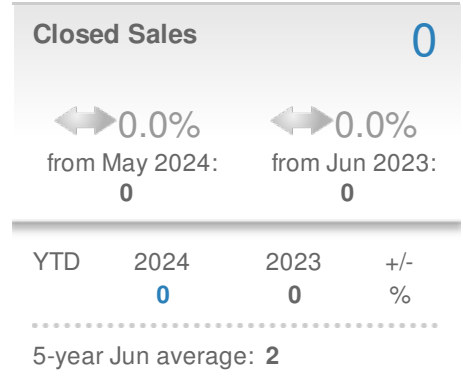 Closed Sales 0
0.0% 0.0%
from May 2024: from Jun 2023:
0 0
YTD 2024 2023 +/-
0 0 %
5-year Jun average: 2